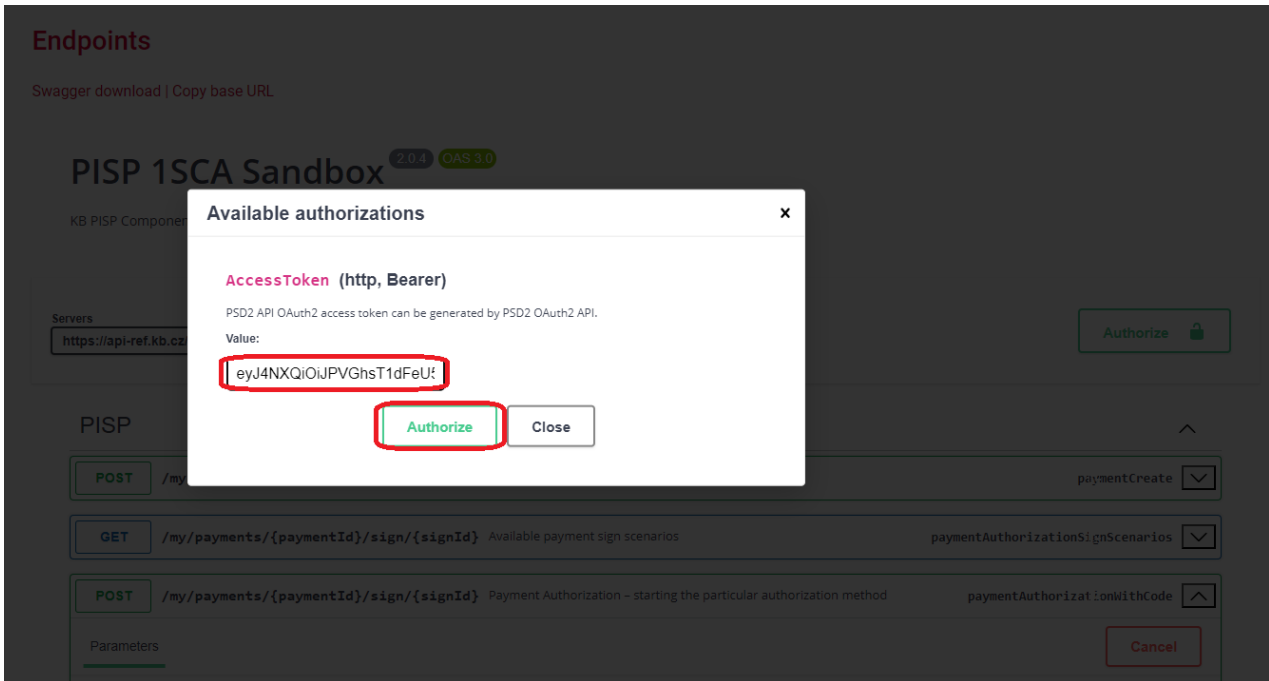 Endpoints
Swagger download | Copy base URL
PISP 1SCA Sandbox 2.0.4 OAS 3.0
KB PISP
Available authorizations x
AccessToken (http, Bearer)
PSD2 API OAuth2 access token can be generated by PSD2 OAuth2 API.
Value:
eyJ4NXQiOiJPVGhsT1dFeU
Authorize Close
Servers
https://api-ref.kb.cz/
Authorize
PISP
POST /my paymentCreate
GET /my/payments/{paymentId}/sign/{signId} Available payment sign scenarios paymentAuthorizationSignScenarios
POST /my/payments/{paymentId}/sign/{signId} Payment Authorization – starting the particular authorization method paymentAuthorizationWithCode
Parameters Cancel